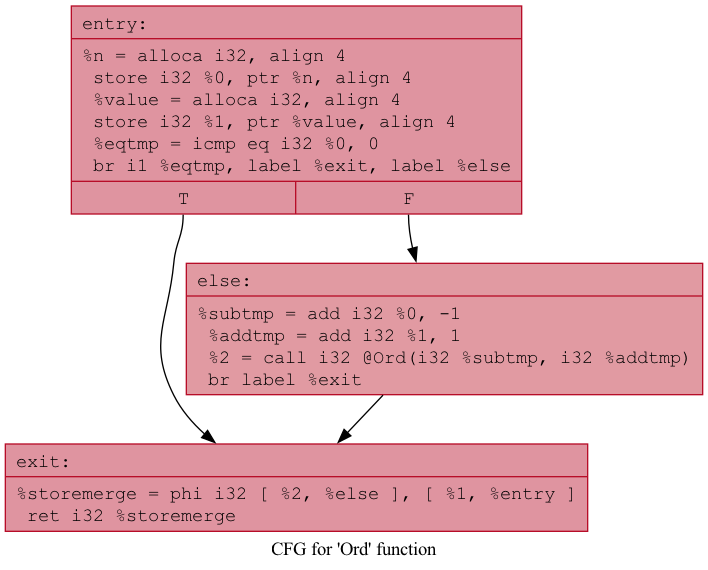 entry:
%n = alloca i32, align 4
store i32 %0, ptr %n, align 4
%value = alloca i32, align 4
store i32 %1, ptr %value, align 4
%eqtmp = icmp eq i32 %0, 0
br i1 %eqtmp, label %exit, label %else
T F
else:
%subtmp = add i32 %0, -1
%addtmp = add i32 %1, 1
%2 = call i32 @Ord(i32 %subtmp, i32 %addtmp)
br label %exit
exit:
%storemerge = phi i32 [ %2, %else ], [ %1, %entry ]
ret i32 %storemerge
CFG for 'Ord' function